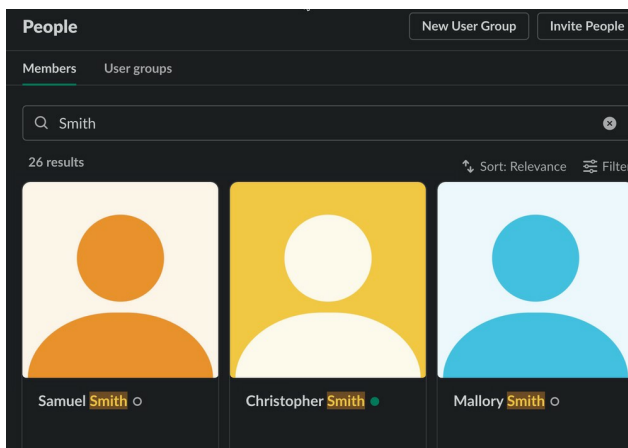 People
New User Group
Invite People
Members
User groups
Smith
26 results
Sort: Relevance
Filter
Samuel Smith
Christopher Smith
Mallory Smith